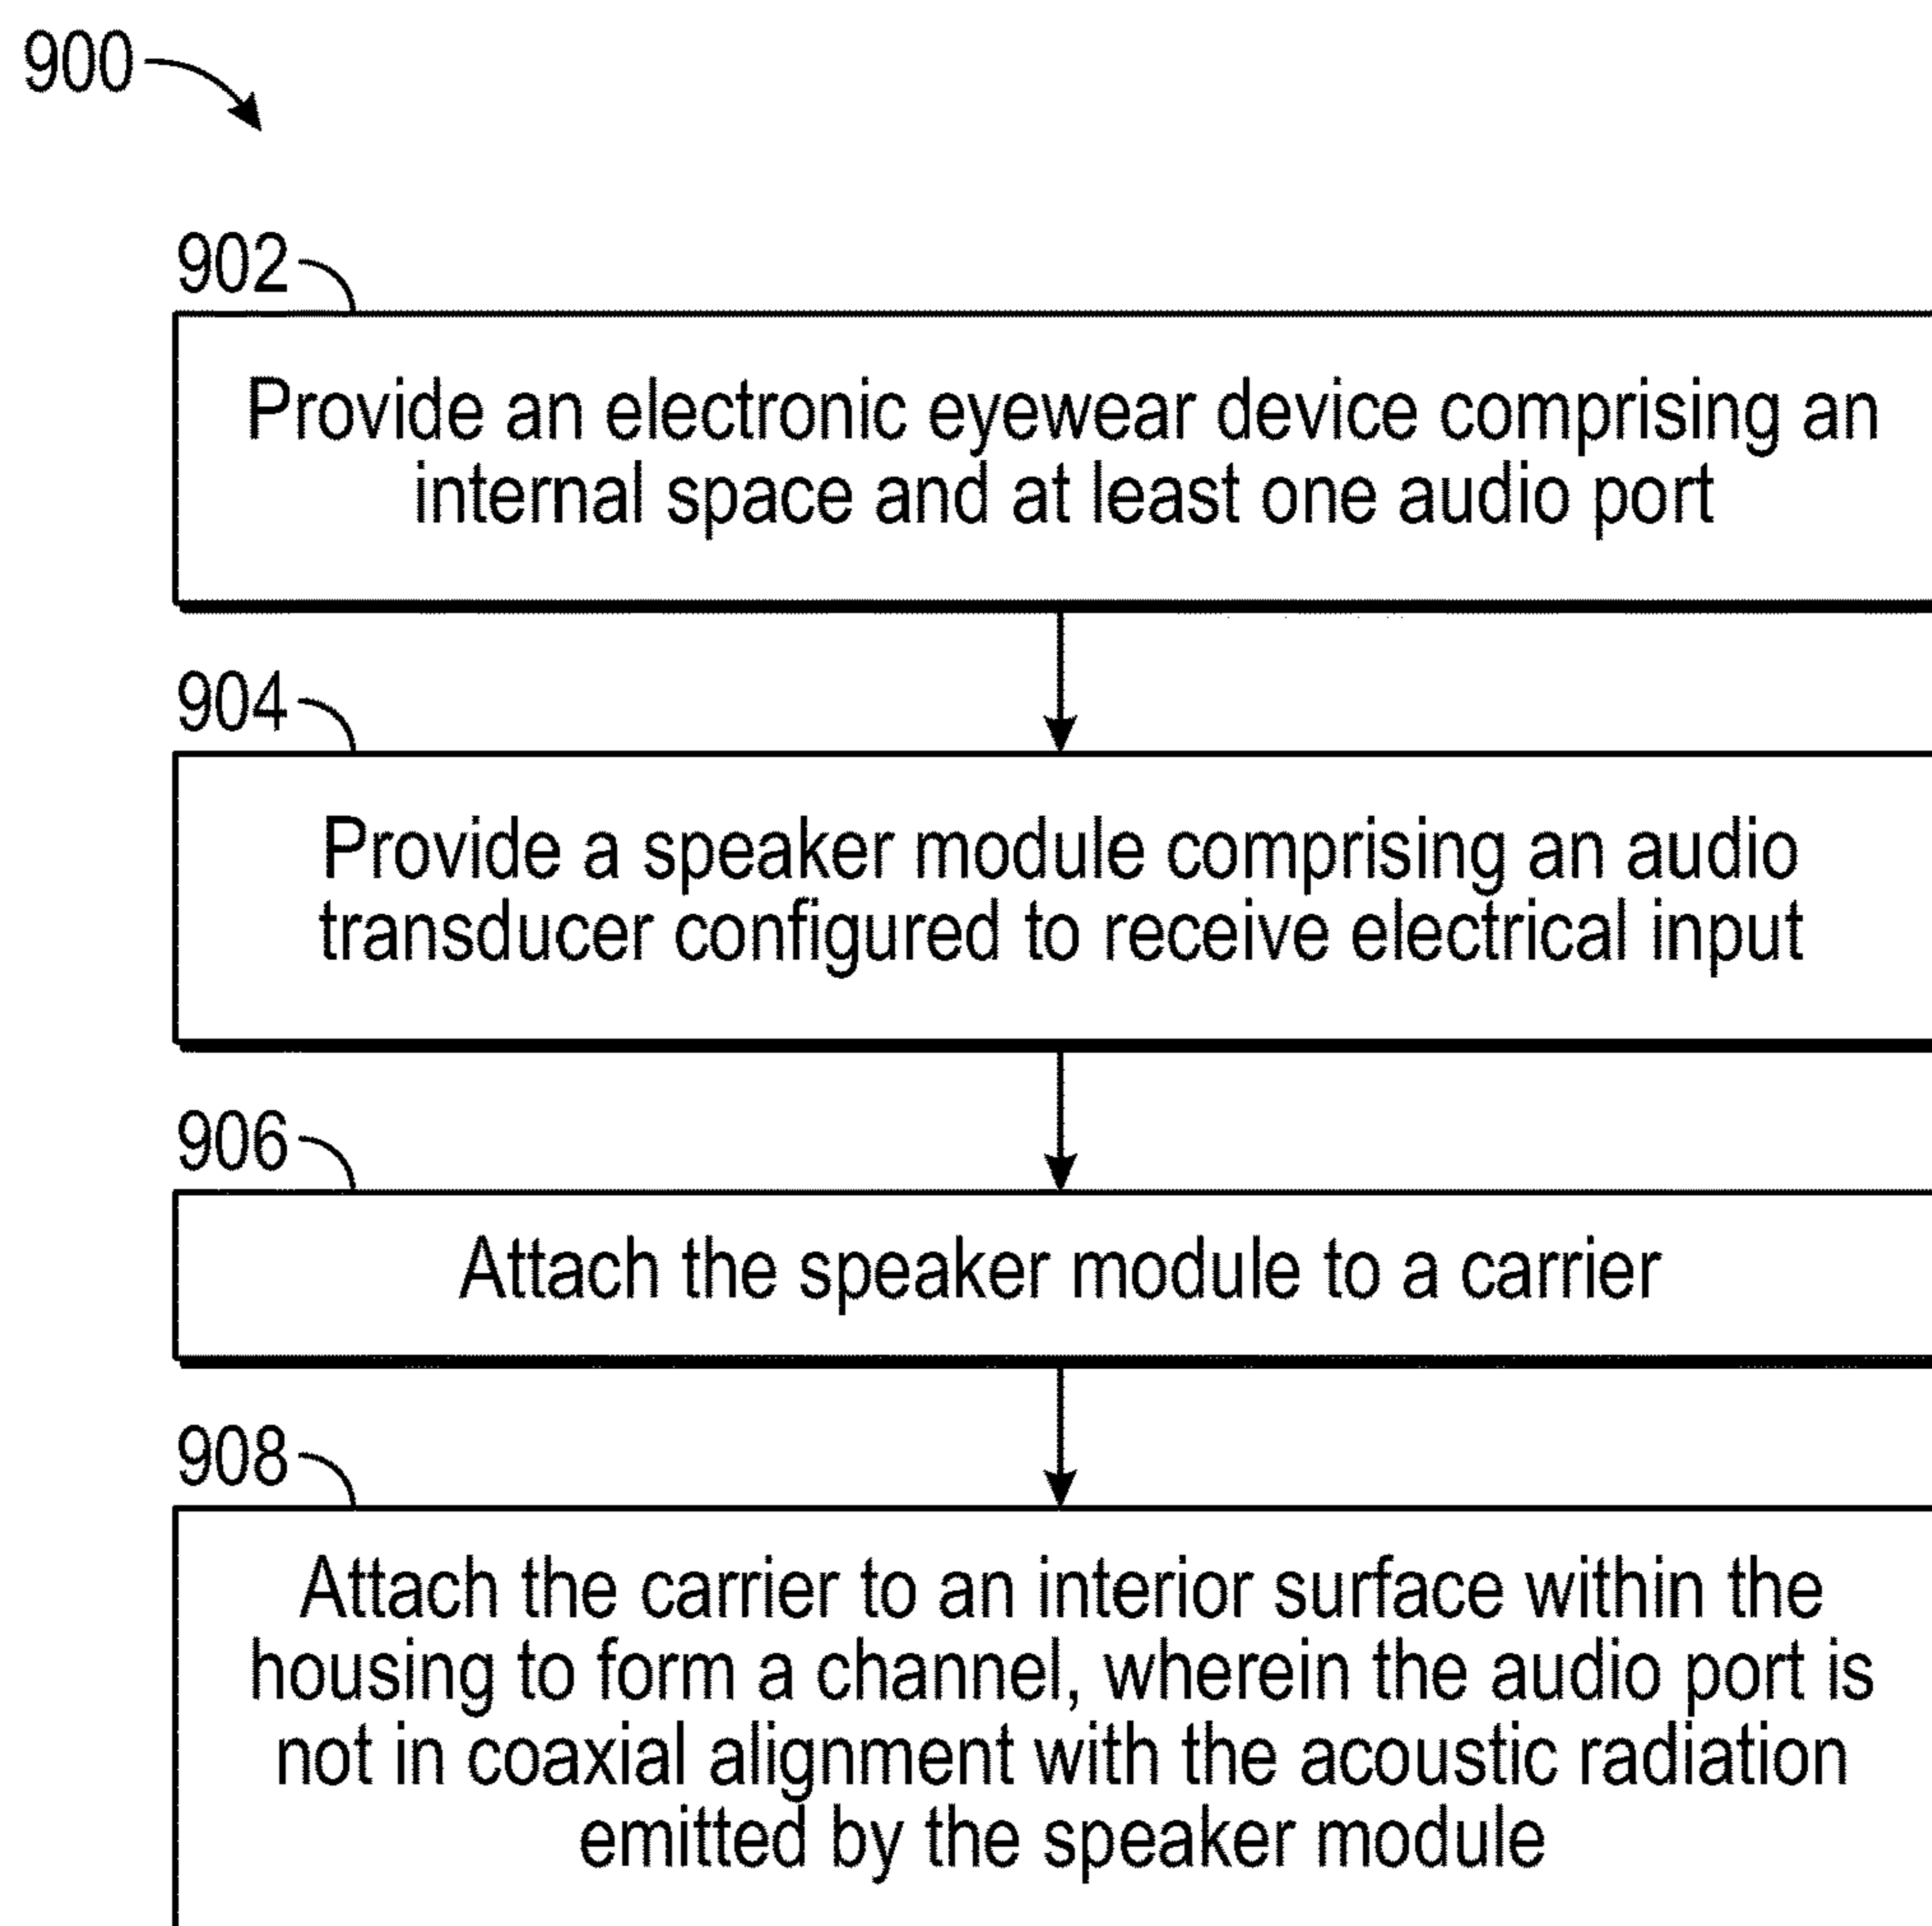 900
902
Provide an electronic eyewear device comprising an
internal space and at least one audio port
904
Provide a speaker module comprising an audio
transducer configured to receive electrical input
906
Attach the speaker module to a carrier
908
Attach the carrier to an interior surface within the
housing to form a channel, wherein the audio port is
not in coaxial alignment with the acoustic radiation
emitted by the speaker module